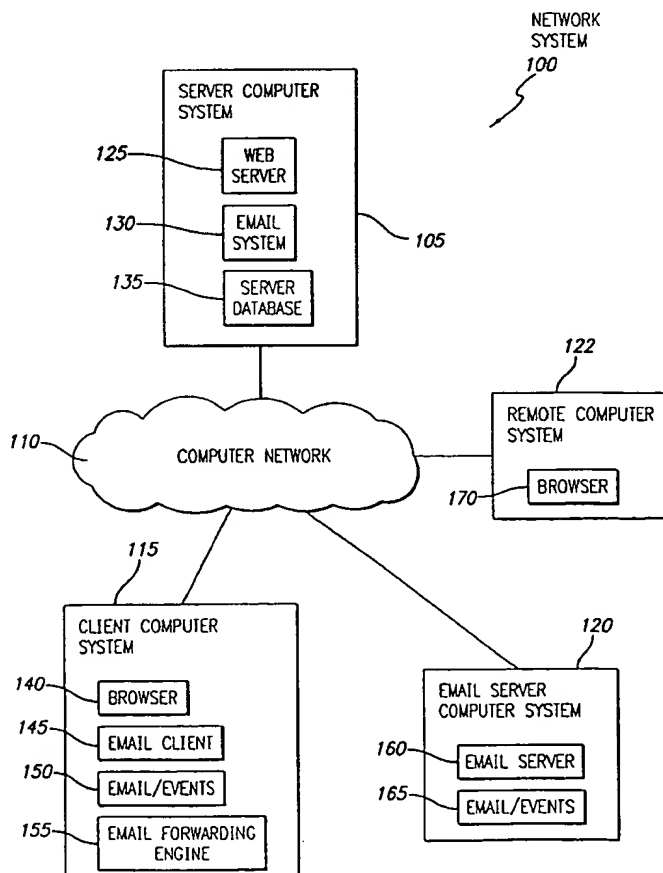 NETWORK
SYSTEM
100
SERVER COMPUTER
SYSTEM
125
WEB
SERVER
130
EMAIL
SYSTEM
105
135
SERVER
DATABASE
122
110
COMPUTER NETWORK
REMOTE COMPUTER
SYSTEM
170
BROWSER
115
CLIENT COMPUTER
SYSTEM
120
140
BROWSER
EMAIL SERVER
COMPUTER SYSTEM
145
EMAIL CLIENT
160
EMAIL SERVER
150
EMAIL/EVENTS
165
EMAIL/EVENTS
155
EMAIL FORWARDING
ENGINE